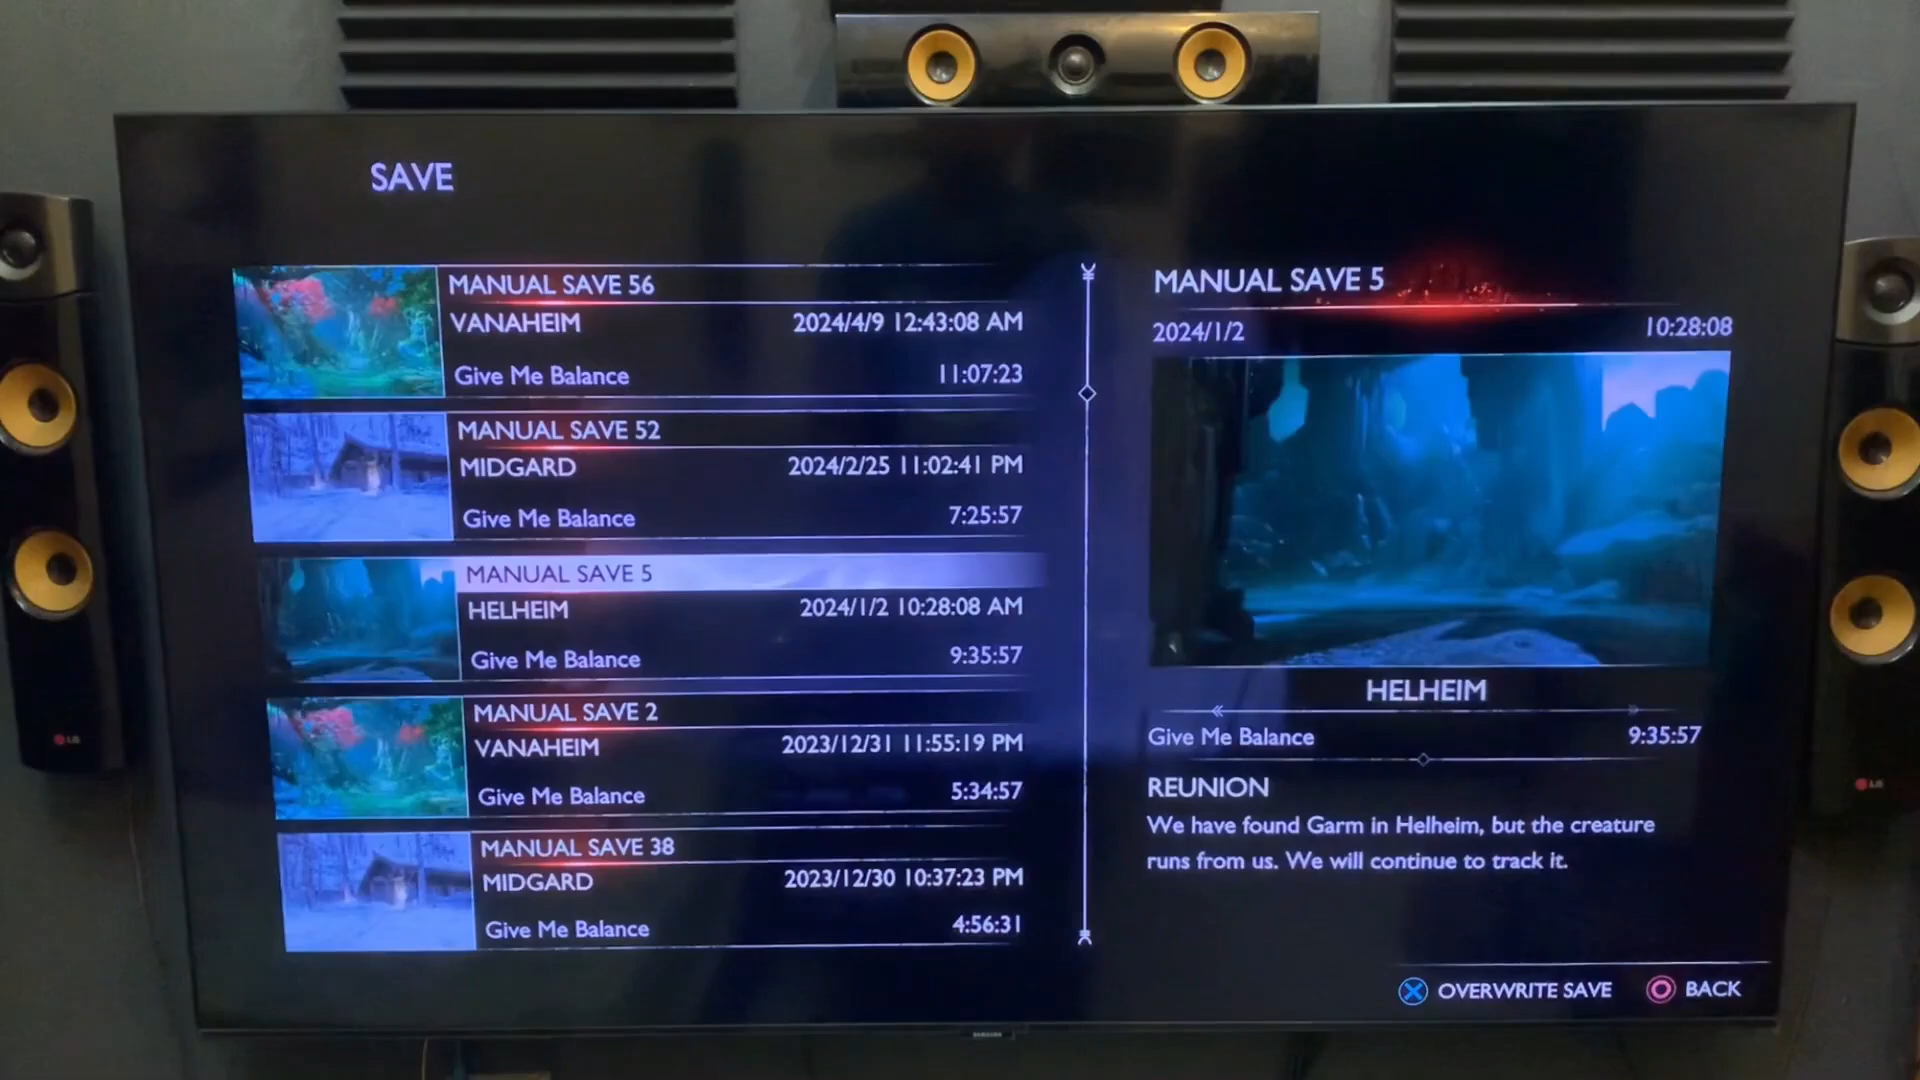 SAVE
MANUAL SAVE 56
VANAHEIM 2024/4/9 12:43:08 AM
Give Me Balance 11:07:23
MANUAL SAVE 52
MIDGARD 2024/2/25 11:02:41 PM
Give Me Balance 7:25:57
MANUAL SAVE 5
HELHEIM 2024/1/2 10:28:08 AM
Give Me Balance 9:35:57
MANUAL SAVE 2
VANAHEIM 2023/12/31 11:55:19 PM
Give Me Balance 5:34:57
MANUAL SAVE 38
MIDGARD 2023/12/30 10:37:23 PM
Give Me Balance 4:56:31
MANUAL SAVE 5
2024/1/2 10:28:08
HELHEIM
Give Me Balance 9:35:57
REUNION
We have found Garm in Helheim, but the creature
runs from us. We will continue to track it.
OVERWRITE SAVE BACK
SAMSUNG
LG
LG